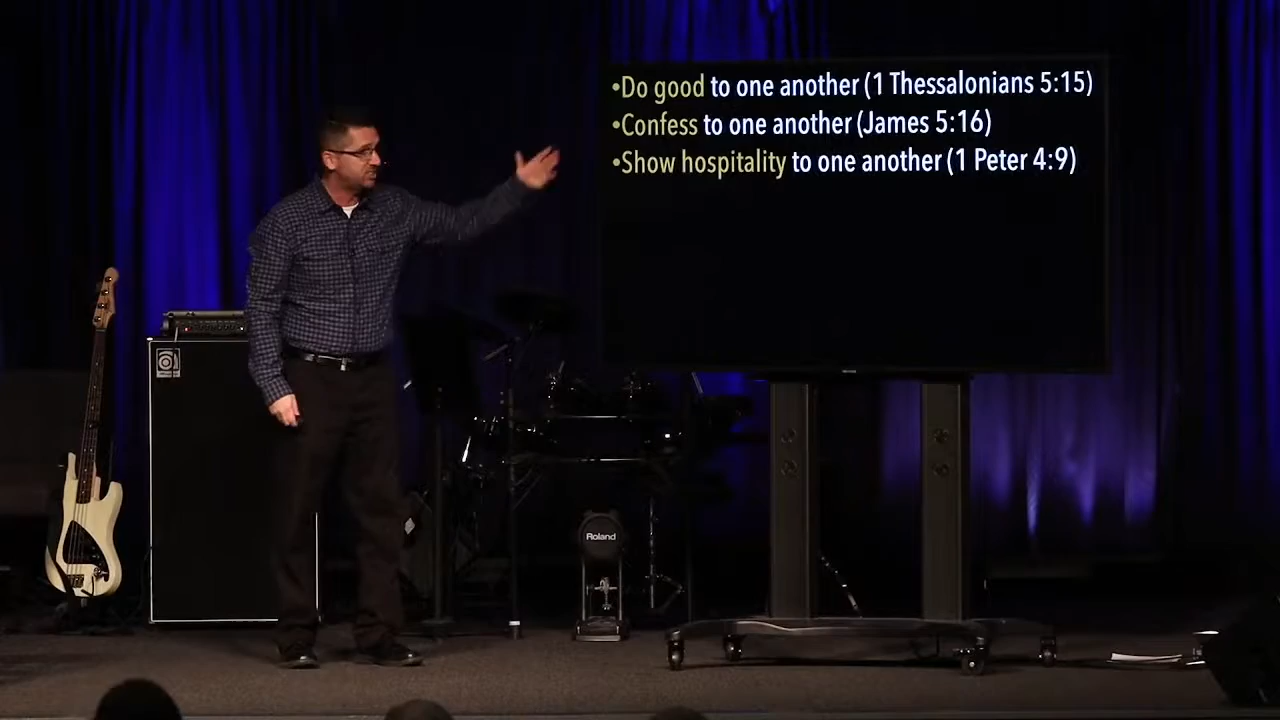 •Do good to one another (1 Thessalonians 5:15)
•Confess to one another (James 5:16)
•Show hospitality to one another (1 Peter 4:9)
Roland